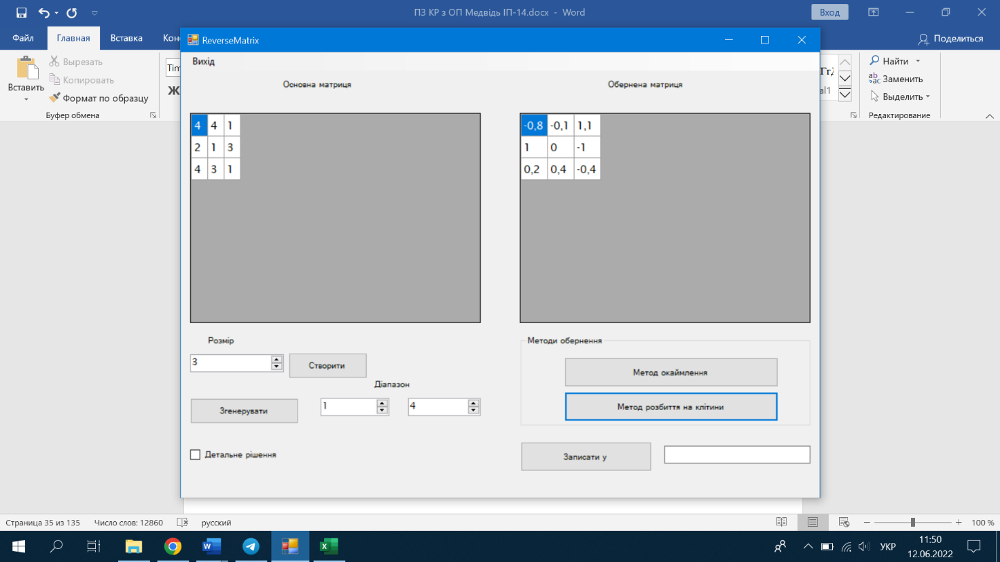 ПЗ КР з ОП Медвідь ІП-14.docx - Word
Вход
Файл
Главная
Вставка
Поделиться
ReverseMatrix
Вихід
Вставить
Вырезать
Копировать
Формат по образцу
Буфер обмена
Tim
Ж
Найти
Заменить
Выделить
Редактирование
Основна матриця
Обернена матриця
4 4 1
2 1 3
4 3 1
-0,8 -0,1 1,1
1 0 -1
0,2 0,4 -0,4
Розмір
3
Створити
Діапазон
Згенерувати
1
4
Детальне рішення
Методи обернення
Метод окаймлення
Метод розбиття на клітини
Записати у
Страница 35 из 135
Число слов: 12860
русский
100 %
УКР
11:50
12.06.2022